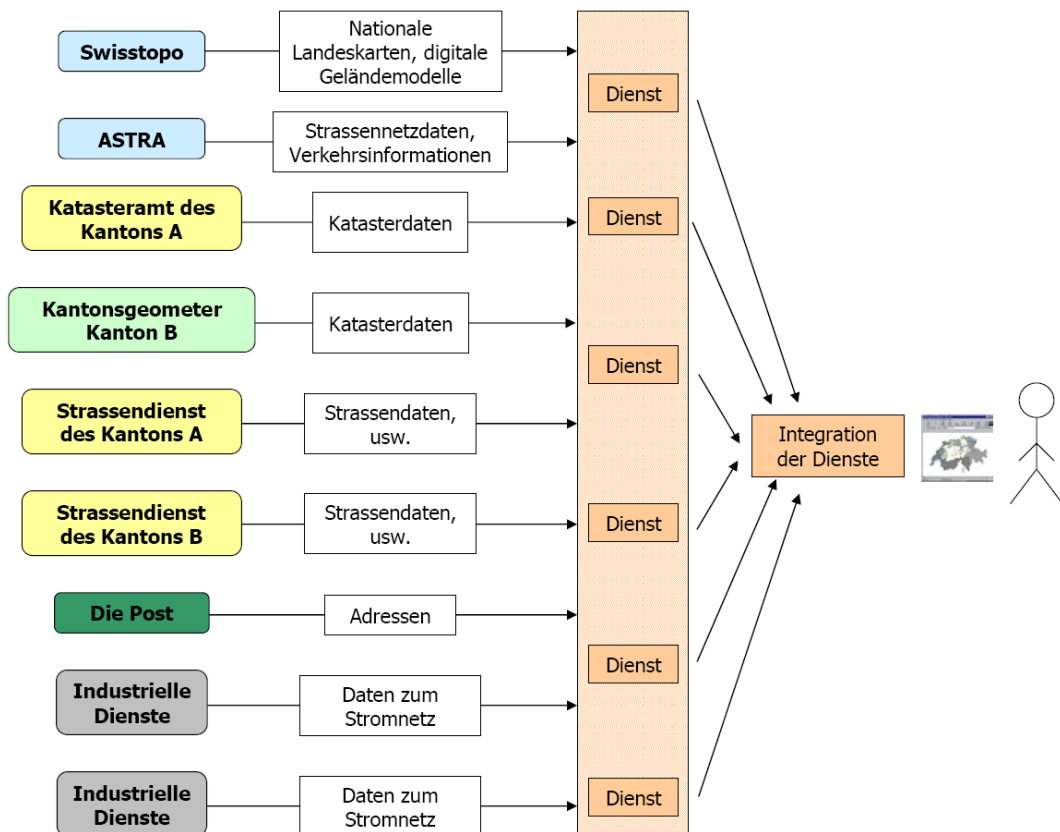 Swisstopo
Nationale
Landeskarten, digitale
Geländemodelle
Dienst
ASTRA
Strassennetzdaten,
Verkehrsinformationen
Katasteramt des
Kantons A
Katasterdaten
Dienst
Kantonsgeometer
Kanton B
Katasterdaten
Dienst
Strassendienst
des Kantons A
Strassendaten,
usw.
Integration
der Dienste
Strassendienst
des Kantons B
Strassendaten,
usw.
Dienst
Die Post
Adressen
Dienst
Industrielle
Dienste
Daten zum
Stromnetz
Industrielle
Dienste
Daten zum
Stromnetz
Dienst